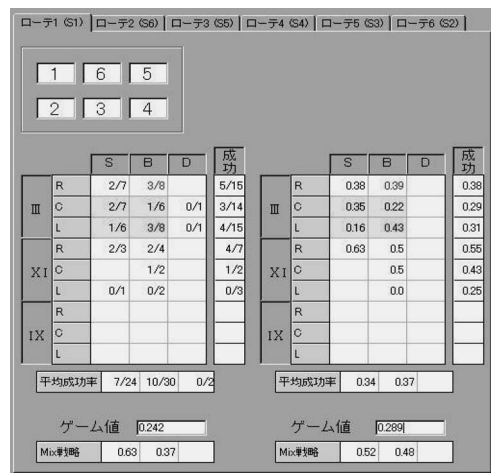 ローテ1 (S1) ローテ2 (S6) ローテ3 (S5) ローテ4 (S4) ローテ5 (S3) ローテ6 (S2)
1 6 5
2 3 4
S B D 成功
III R 2/7 3/8 5/15
C 2/7 1/6 0/1 3/14
L 1/6 3/8 0/1 4/15
XI R 2/3 2/4 4/7
C 1/2 1/2
L 0/1 0/2 0/3
IX R
C
L
平均成功率 7/24 10/30 0/2
ゲーム値 0.242
Mix戦略 0.63 0.37
S B D 成功
III R 0.38 0.39 0.38
C 0.35 0.22 0.29
L 0.16 0.43 0.31
XI R 0.63 0.5 0.55
C 0.5 0.43
L 0.0 0.25
IX R
C
L
平均成功率 0.34 0.37
ゲーム値 0.289
Mix戦略 0.52 0.48